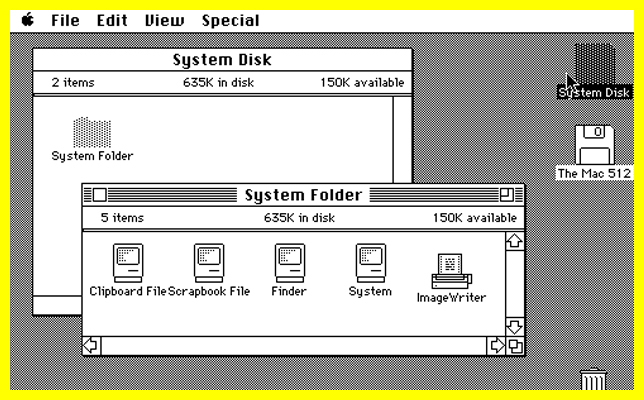 File Edit View Special
System Disk
2 items 635K in disk 150K available
System Folder
System Folder
5 items 635K in disk 150K available
Clipboard File Scrapbook File Finder System ImageWriter
System Disk
The Mac 512